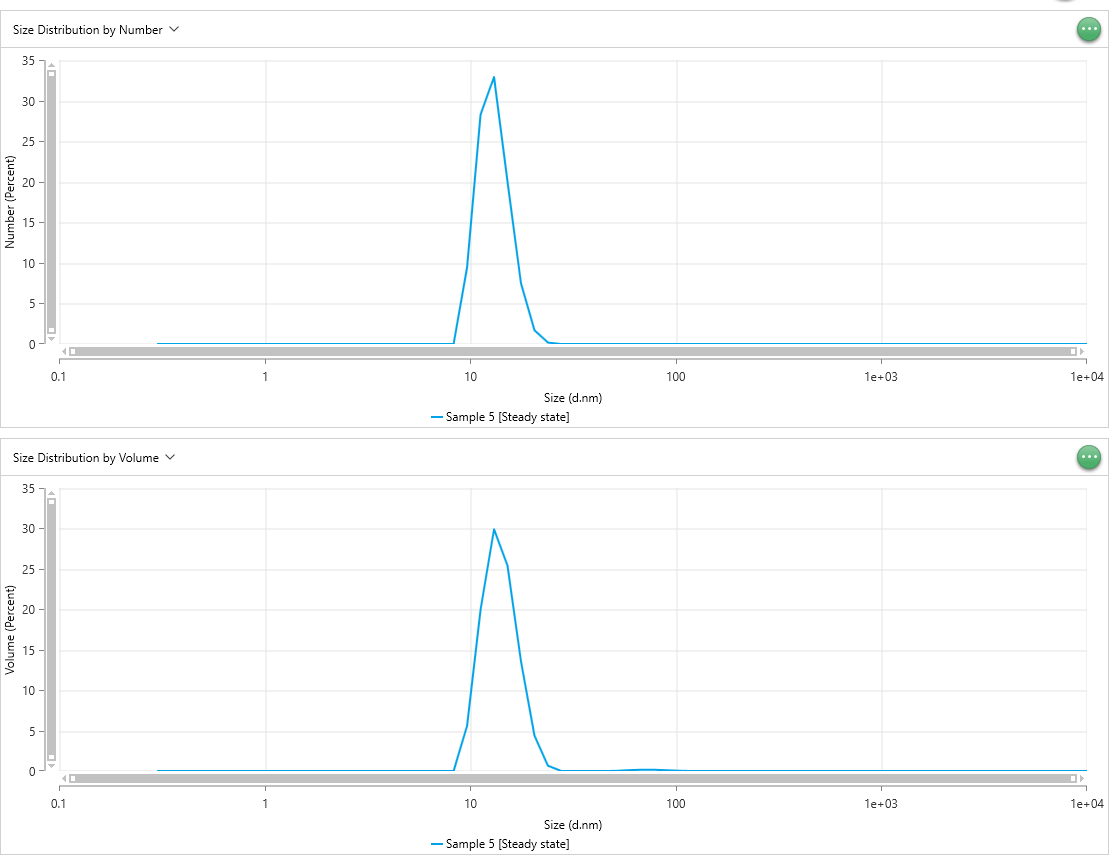 Size Distribution by Number
35
30
25
20
15
10
5
0
Number (Percent)
0.1 1 10 100 1e+03 1e+04
Size (d.nm)
Sample 5 [Steady state]
Size Distribution by Volume
35
30
25
20
15
10
5
0
Volume (Percent)
0.1 1 10 100 1e+03 1e+04
Size (d.nm)
Sample 5 [Steady state]